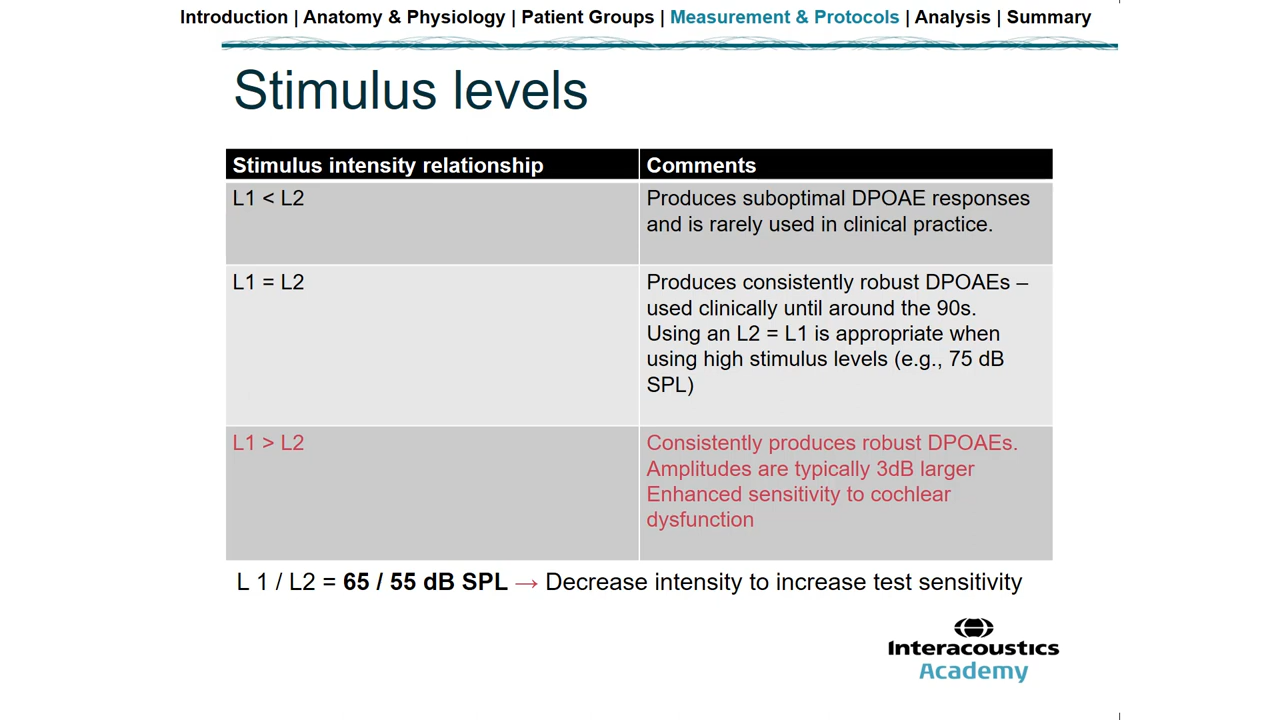 Introduction | Anatomy & Physiology | Patient Groups | Measurement & Protocols | Analysis | Summary
Stimulus levels
Stimulus intensity relationship
Comments
L1 < L2
Produces suboptimal DPOAE responses
and is rarely used in clinical practice.
L1 = L2
Produces consistently robust DPOAEs –
used clinically until around the 90s.
Using an L2 = L1 is appropriate when
using high stimulus levels (e.g., 75 dB
SPL)
L1 > L2
Consistently produces robust DPOAEs.
Amplitudes are typically 3dB larger
Enhanced sensitivity to cochlear
dysfunction
L 1 / L2 = 65 / 55 dB SPL → Decrease intensity to increase test sensitivity
Interacoustics
Academy